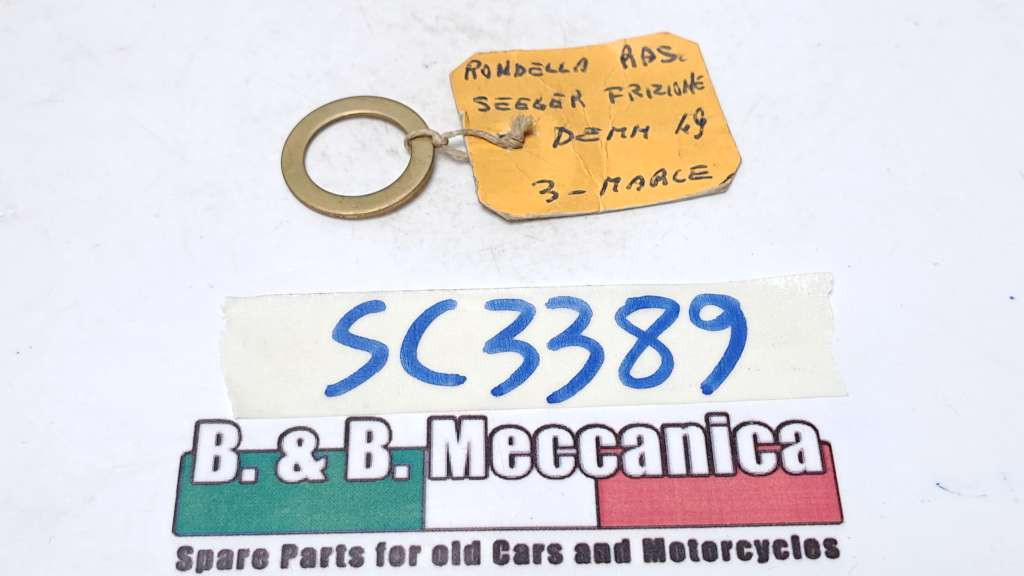 RONDELLA RAS.
SEEGER FRIZIONE
DEMM 49
3 - MARCE
SC3389
B. & B. Meccanica
Spare Parts for old Cars and Motorcycles